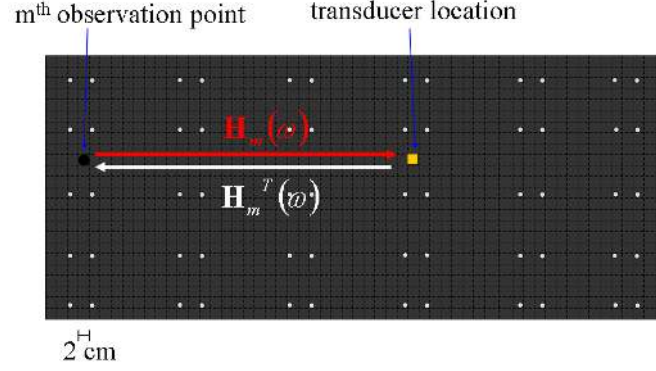 mᵗʰ observation point transducer location
𝐇ₘ(ω)
𝐇ₘᵀ(ω)
2 cm